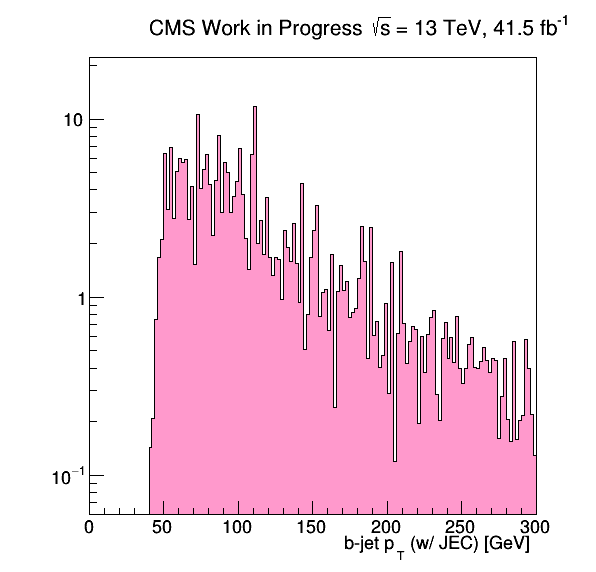 CMS Work in Progress √s = 13 TeV, 41.5 fb⁻¹
10
1
10⁻¹
0 50 100 150 200 250 300
b-jet p_T (w/ JEC) [GeV]